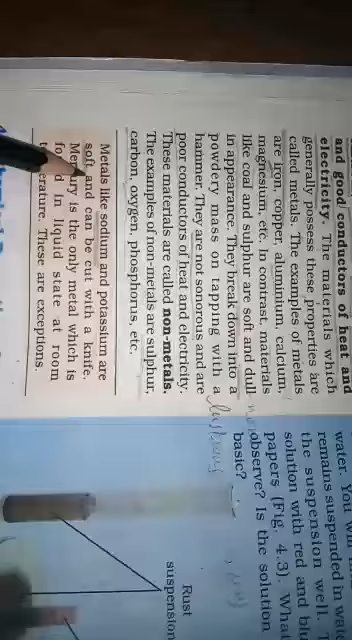 and good conductors of heat and
electricity. The materials which
generally possess these properties are
called metals. The examples of metals
are iron, copper, aluminium, calcium,
magnesium, etc. In contrast, materials
like coal and sulphur are soft and dull
in appearance. They break down into a
powdery mass on tapping with a
hammer. They are not sonorous and are
poor conductors of heat and electricity.
These materials are called non-metals.
The examples of non-metals are sulphur,
carbon, oxygen, phosphorus, etc.
Metals like sodium and potassium are
soft and can be cut with a knife.
is the only metal which is
in liquid state at room
These are exceptions.
water. You
remains suspended in
the suspension well.
solution with red and
papers (Fig. 4.3). What
observe? Is the solution
basic?
lustrous
Rust
suspension